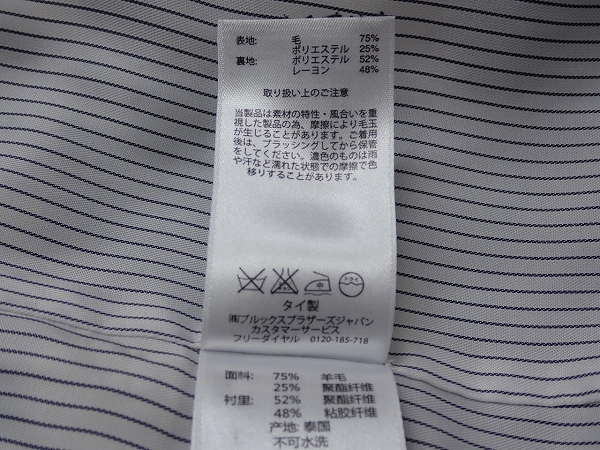 表地: 毛 75%
ポリエステル 25%
裏地: ポリエステル 52%
レーヨン 48%
取り扱い上のご注意
当製品は素材の特性・風合いを重
視した製品の為、摩擦により毛玉
が生じることがあります。ご着用
後は、ブラッシングしてから保管
をしてください。濃色のものは雨
や汗など濡れた状態での摩擦で色
移りすることがあります。
タイ製
㈱ブルックスブラザーズジャパン
カスタマーサービス
フリーダイヤル 0120-185-718
面料: 75% 羊毛
25% 聚酯纤维
衬里: 52% 聚酯纤维
48% 粘胶纤维
产地: 泰国
不可水洗